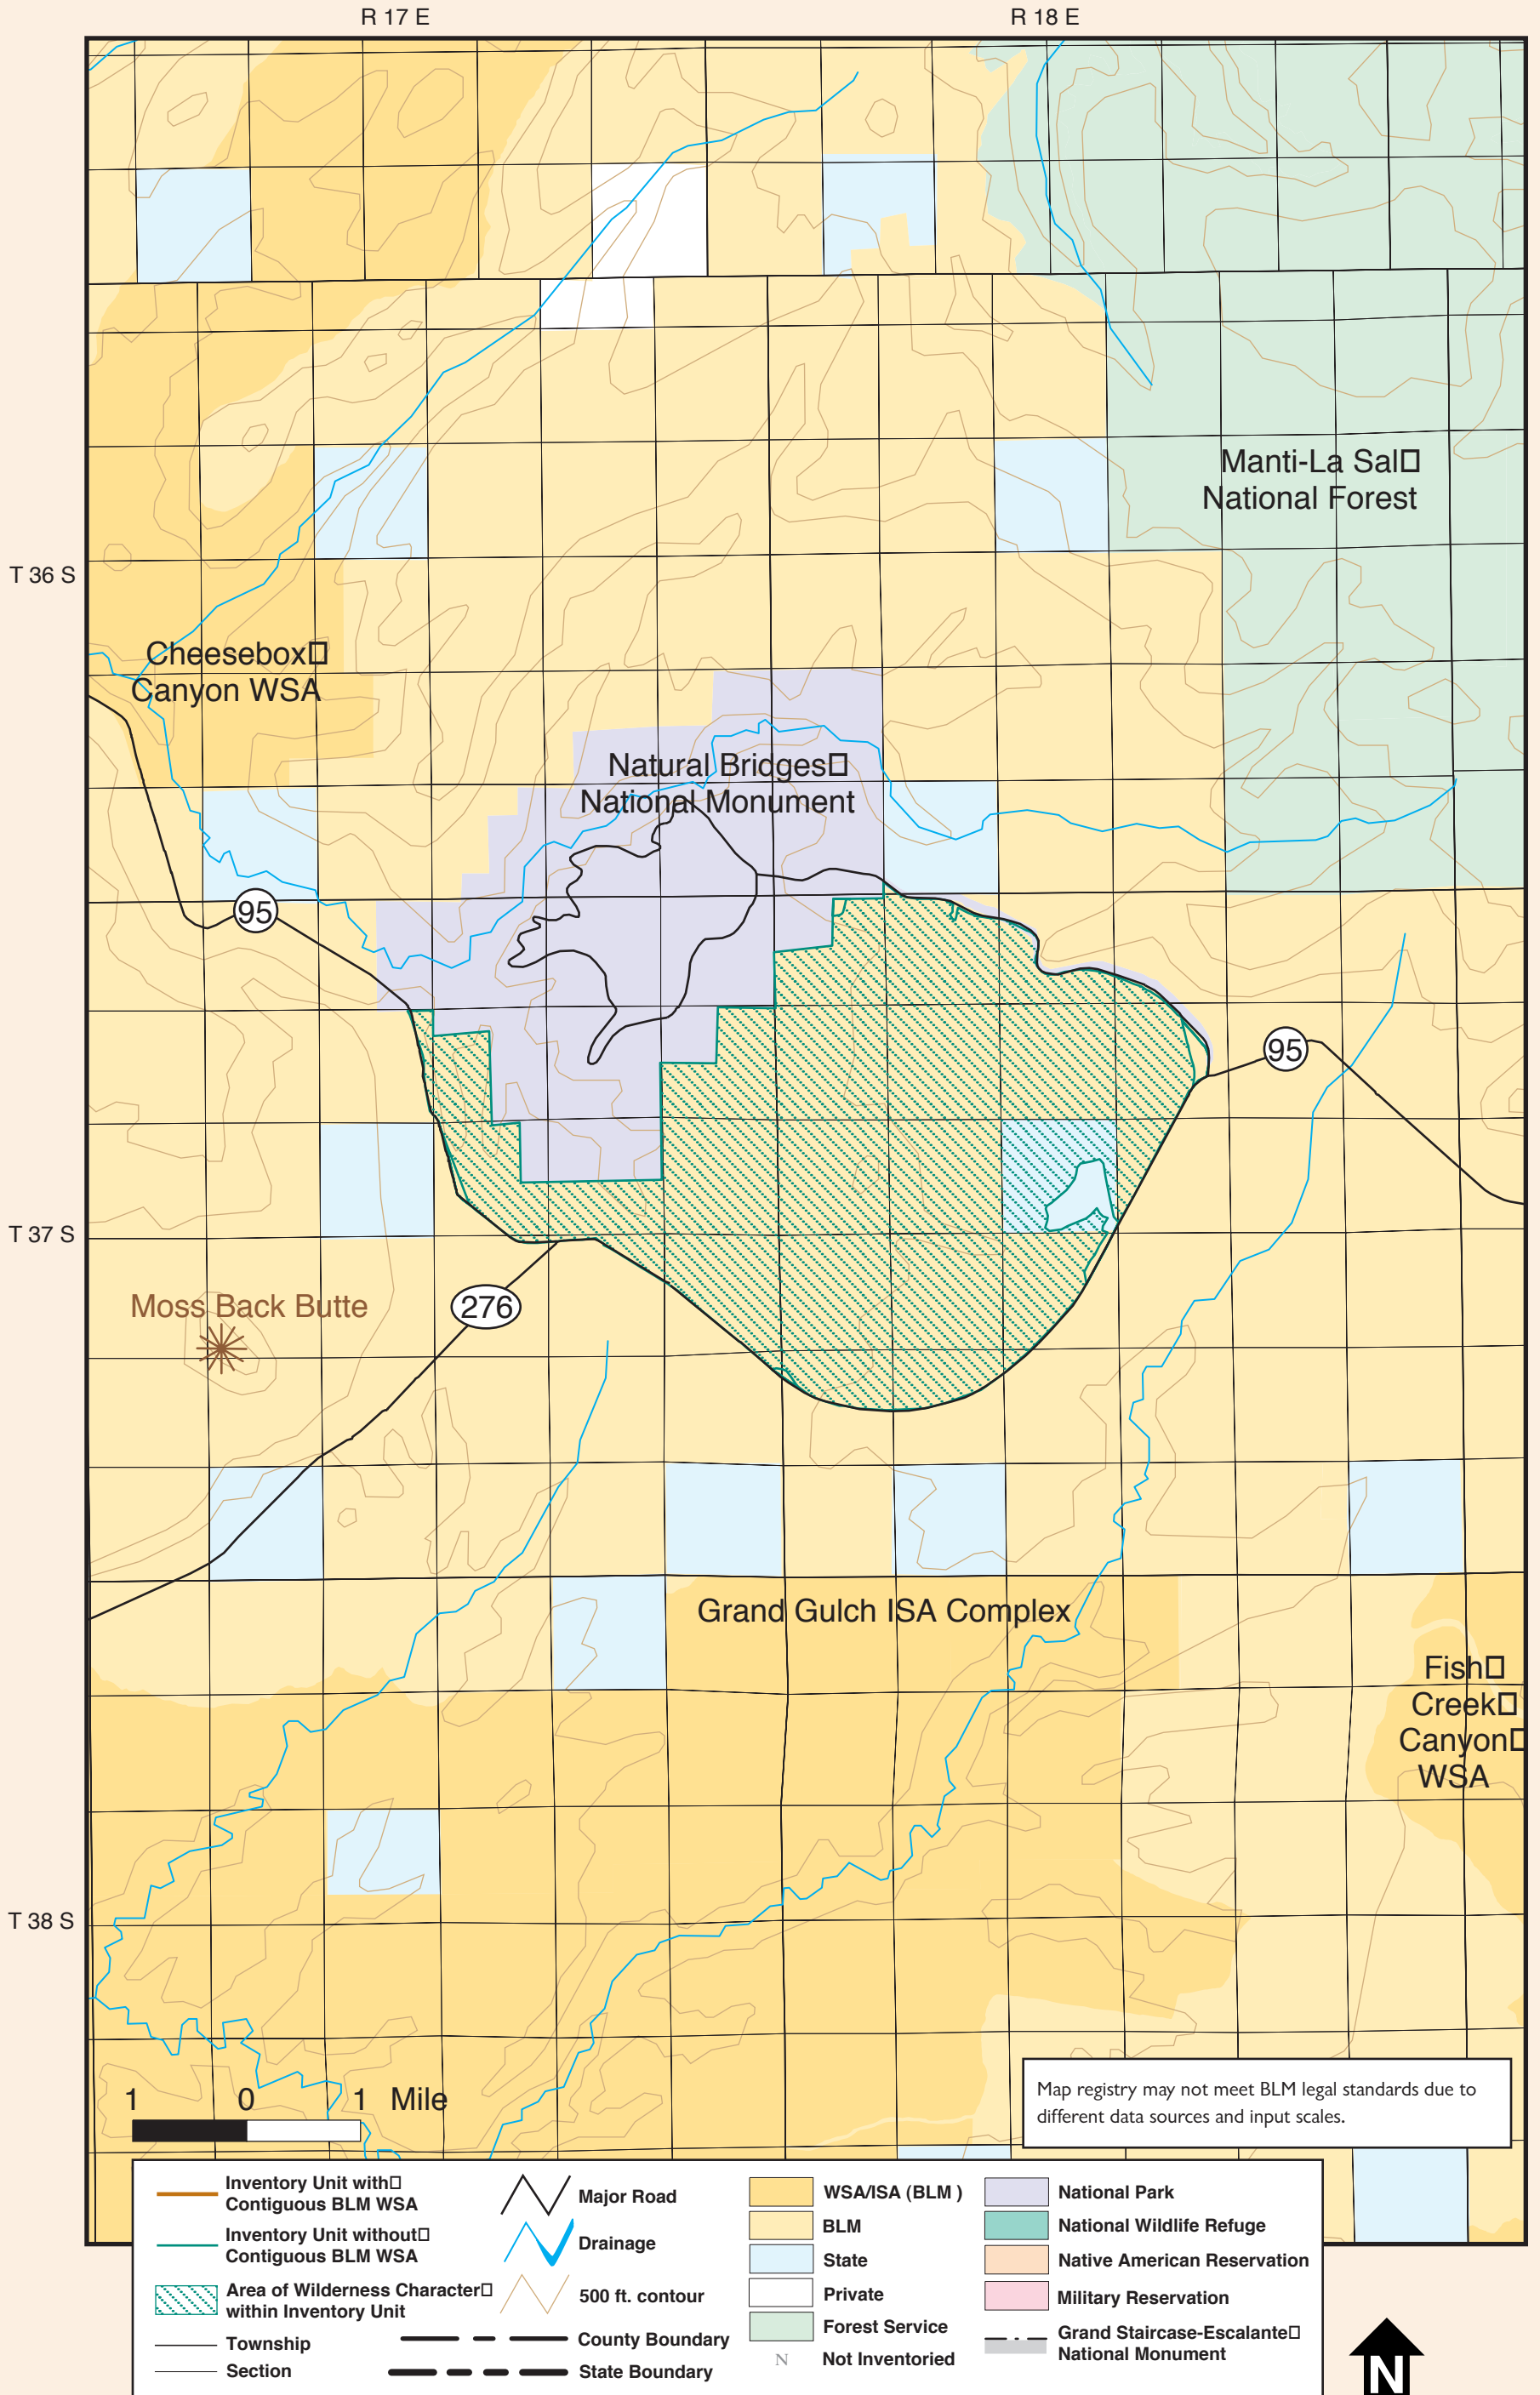 R 17 E
R 18 E
Manti-La Sal
National Forest
T 36 S
Cheesebox
Canyon WSA
Natural Bridges
National Monument
95
95
T 37 S
Moss Back Butte
276
Grand Gulch ISA Complex
Fish
Creek
Canyon
WSA
T 38 S
1 0 1 Mile
Map registry may not meet BLM legal standards due to
different data sources and input scales.
Inventory Unit with
Contiguous BLM WSA
Inventory Unit without
Contiguous BLM WSA
Area of Wilderness Character
within Inventory Unit
Township
Section
Major Road
Drainage
500 ft. contour
County Boundary
State Boundary
WSA/ISA (BLM )
BLM
State
Private
Forest Service
N Not Inventoried
National Park
National Wildlife Refuge
Native American Reservation
Military Reservation
Grand Staircase-Escalante
National Monument
N